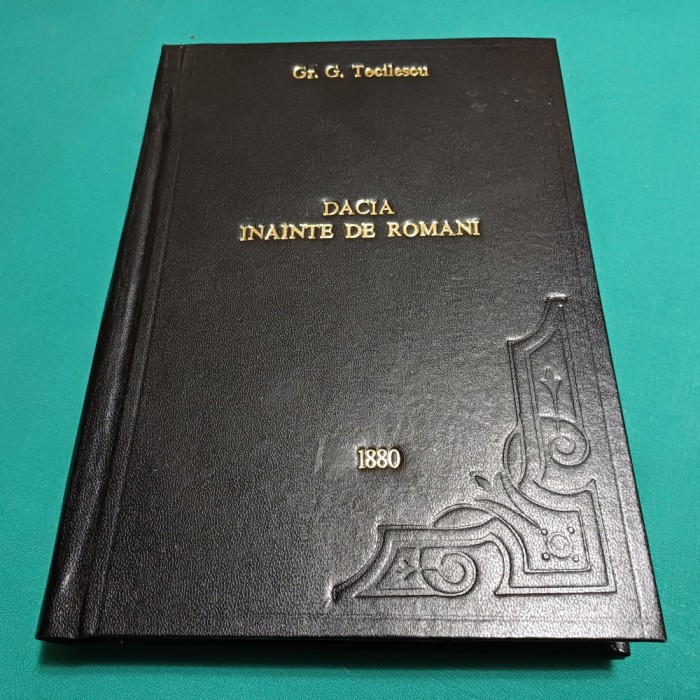 Gr. G. Tocilescu
DACIA
INAINTE DE ROMANI
1880